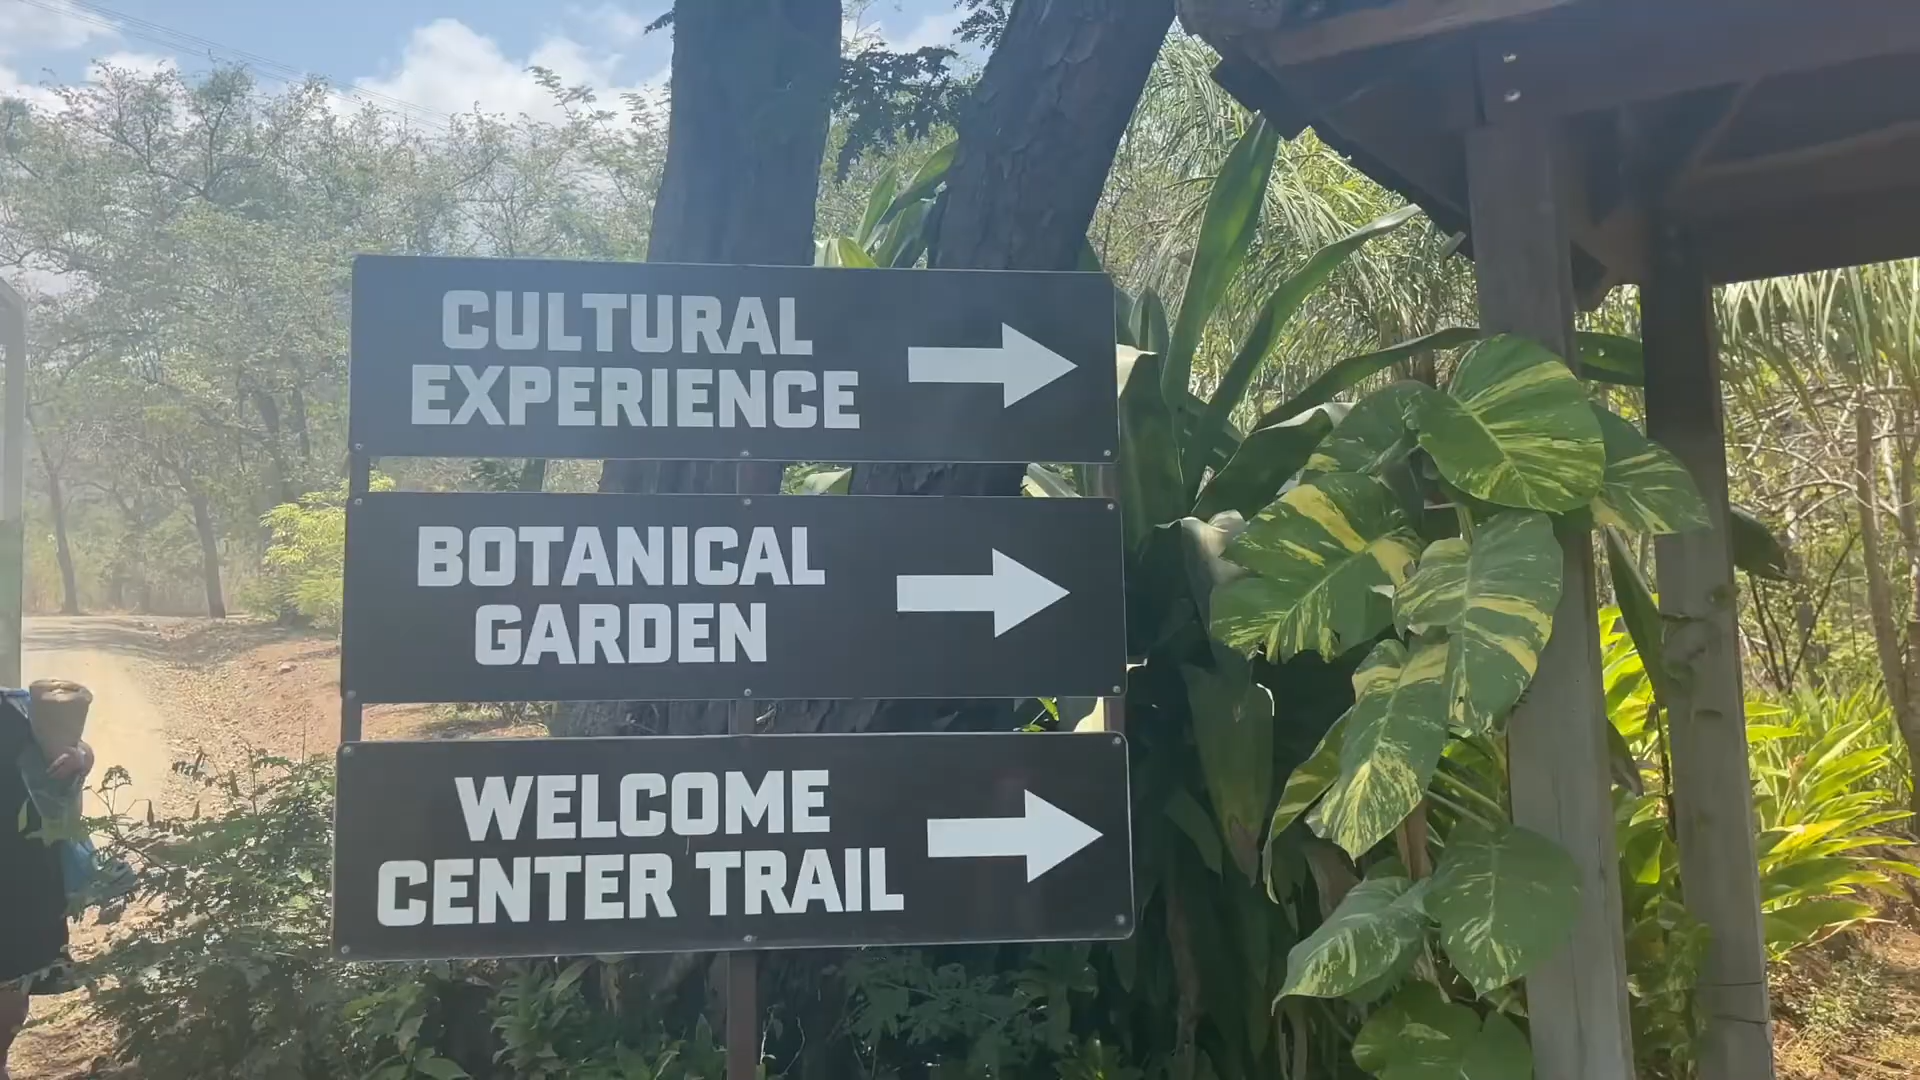 CULTURAL
EXPERIENCE
BOTANICAL
GARDEN
WELCOME
CENTER TRAIL